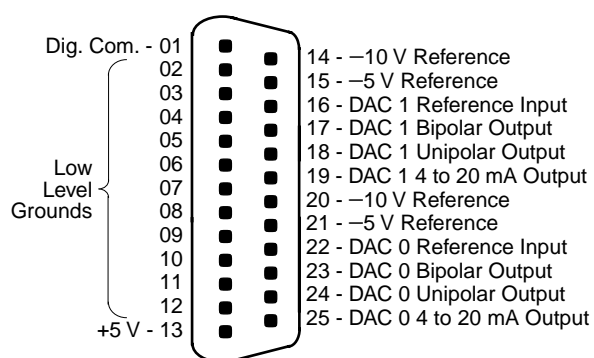 Dig. Com. - 01
02
03
04
05
06
07
08
09
10
11
12
+5 V - 13
Low
Level
Grounds
14 - −10 V Reference
15 - −5 V Reference
16 - DAC 1 Reference Input
17 - DAC 1 Bipolar Output
18 - DAC 1 Unipolar Output
19 - DAC 1 4 to 20 mA Output
20 - −10 V Reference
21 - −5 V Reference
22 - DAC 0 Reference Input
23 - DAC 0 Bipolar Output
24 - DAC 0 Unipolar Output
25 - DAC 0 4 to 20 mA Output